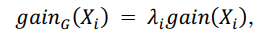 gain_G(X_i) = λ_i gain(X_i),